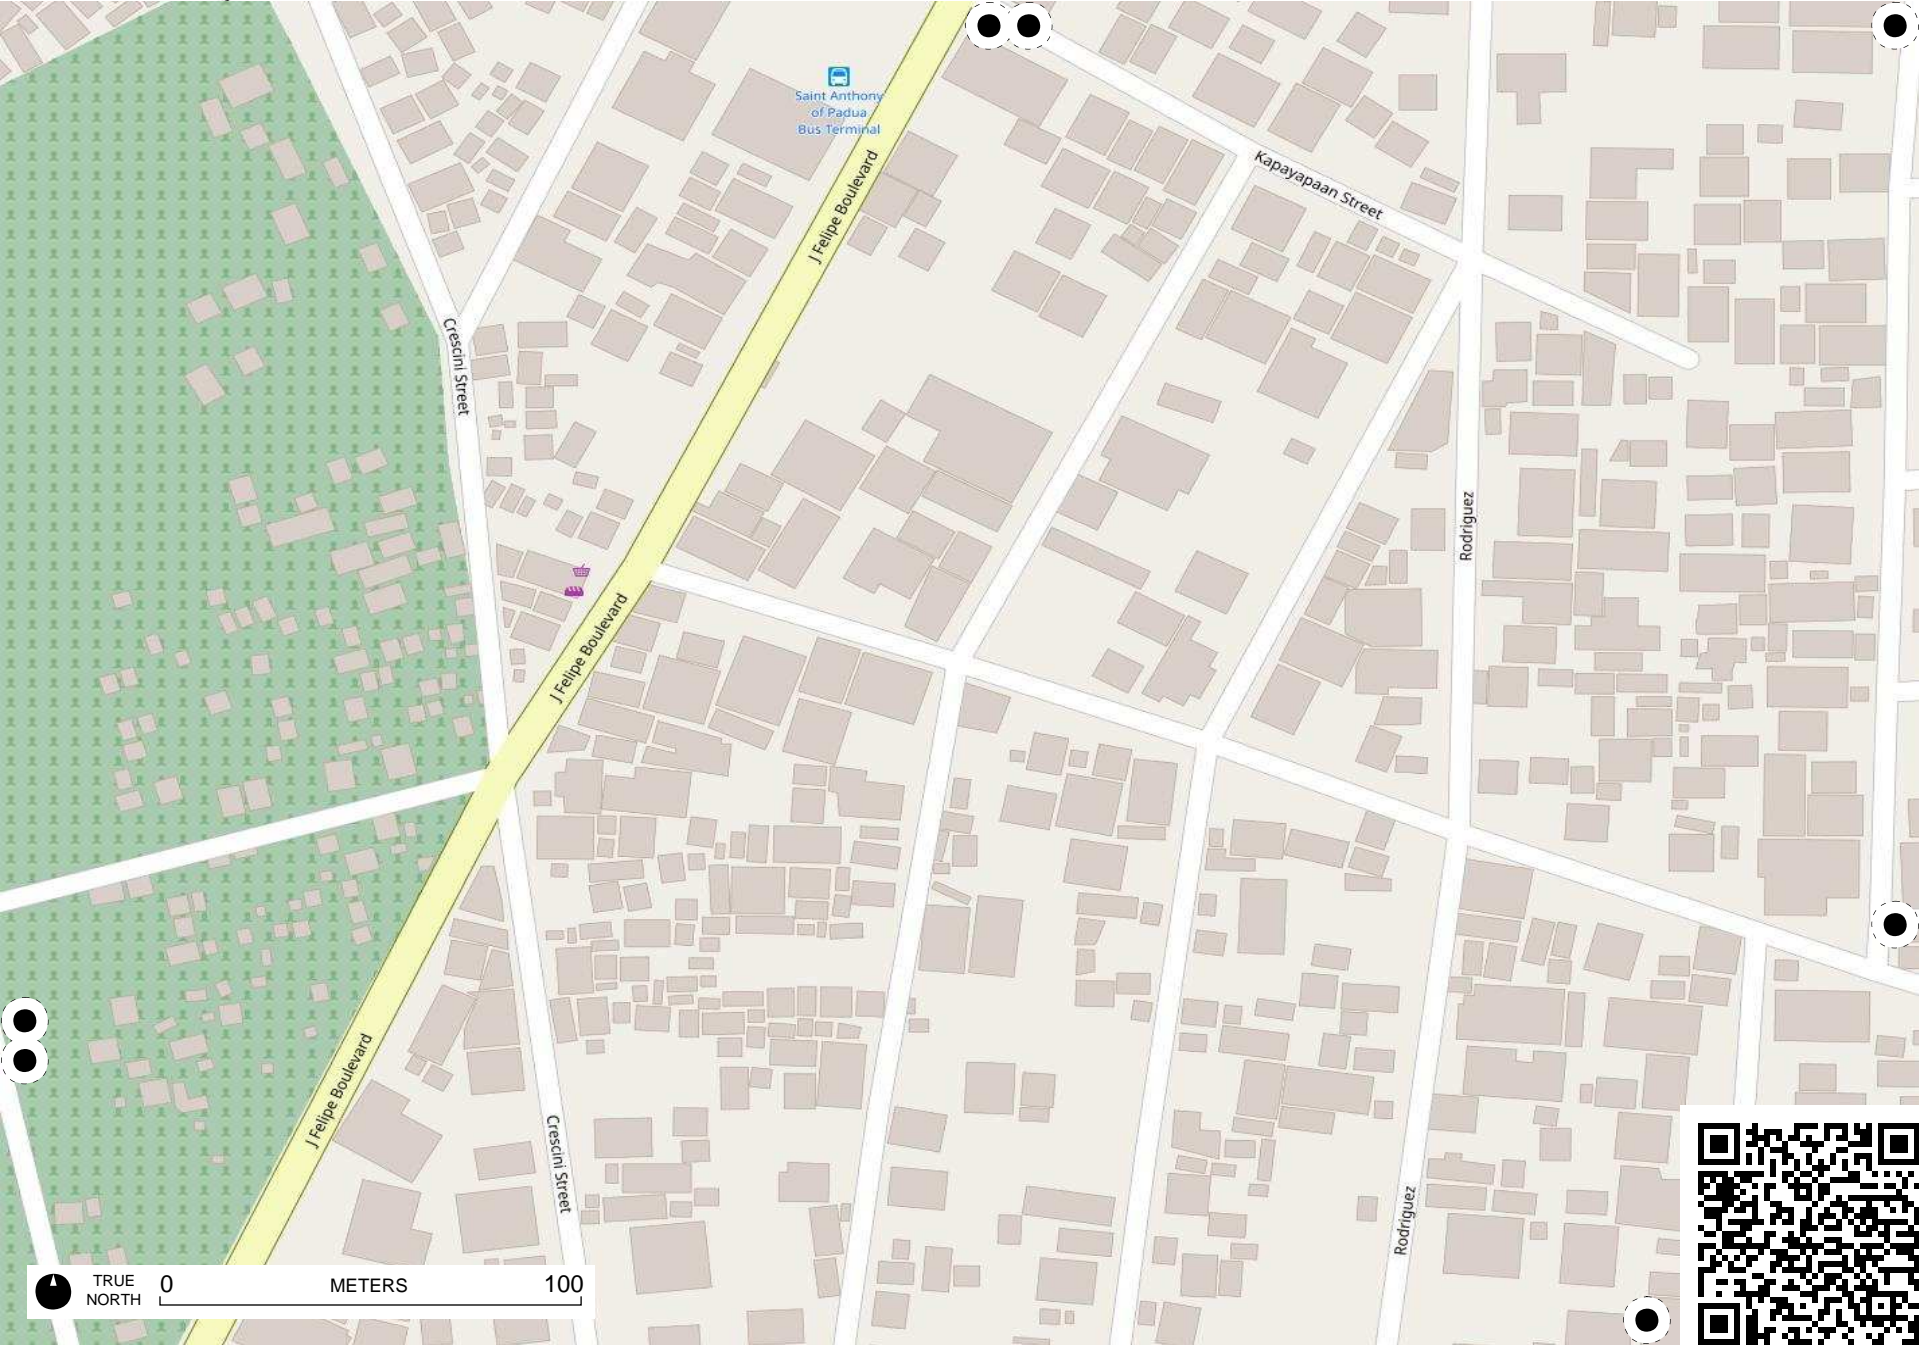 Saint Anthony
of Padua
Bus Terminal
J Felipe Boulevard
Kapayapaan Street
Crescini Street
Rodriguez
J Felipe Boulevard
J Felipe Boulevard
Crescini Street
Rodriguez
TRUE
NORTH
0 METERS 100